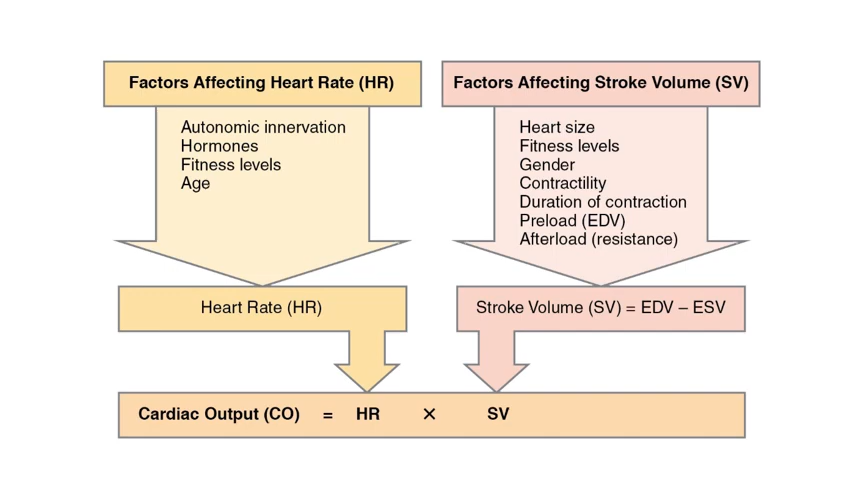 Factors Affecting Heart Rate (HR)
Autonomic innervation
Hormones
Fitness levels
Age
Heart Rate (HR)
Factors Affecting Stroke Volume (SV)
Heart size
Fitness levels
Gender
Contractility
Duration of contraction
Preload (EDV)
Afterload (resistance)
Stroke Volume (SV) = EDV – ESV
Cardiac Output (CO) = HR × SV